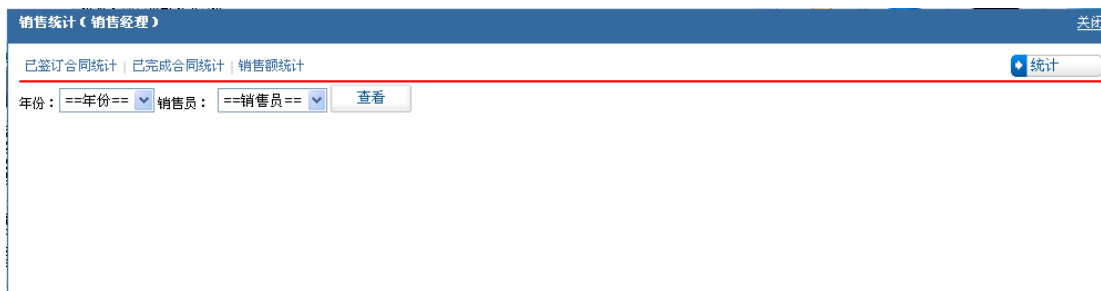 销售统计(销售经理) 关闭
已签订合同统计 | 已完成合同统计 | 销售额统计 统计
年份: ==年份== 销售员: ==销售员== 查看